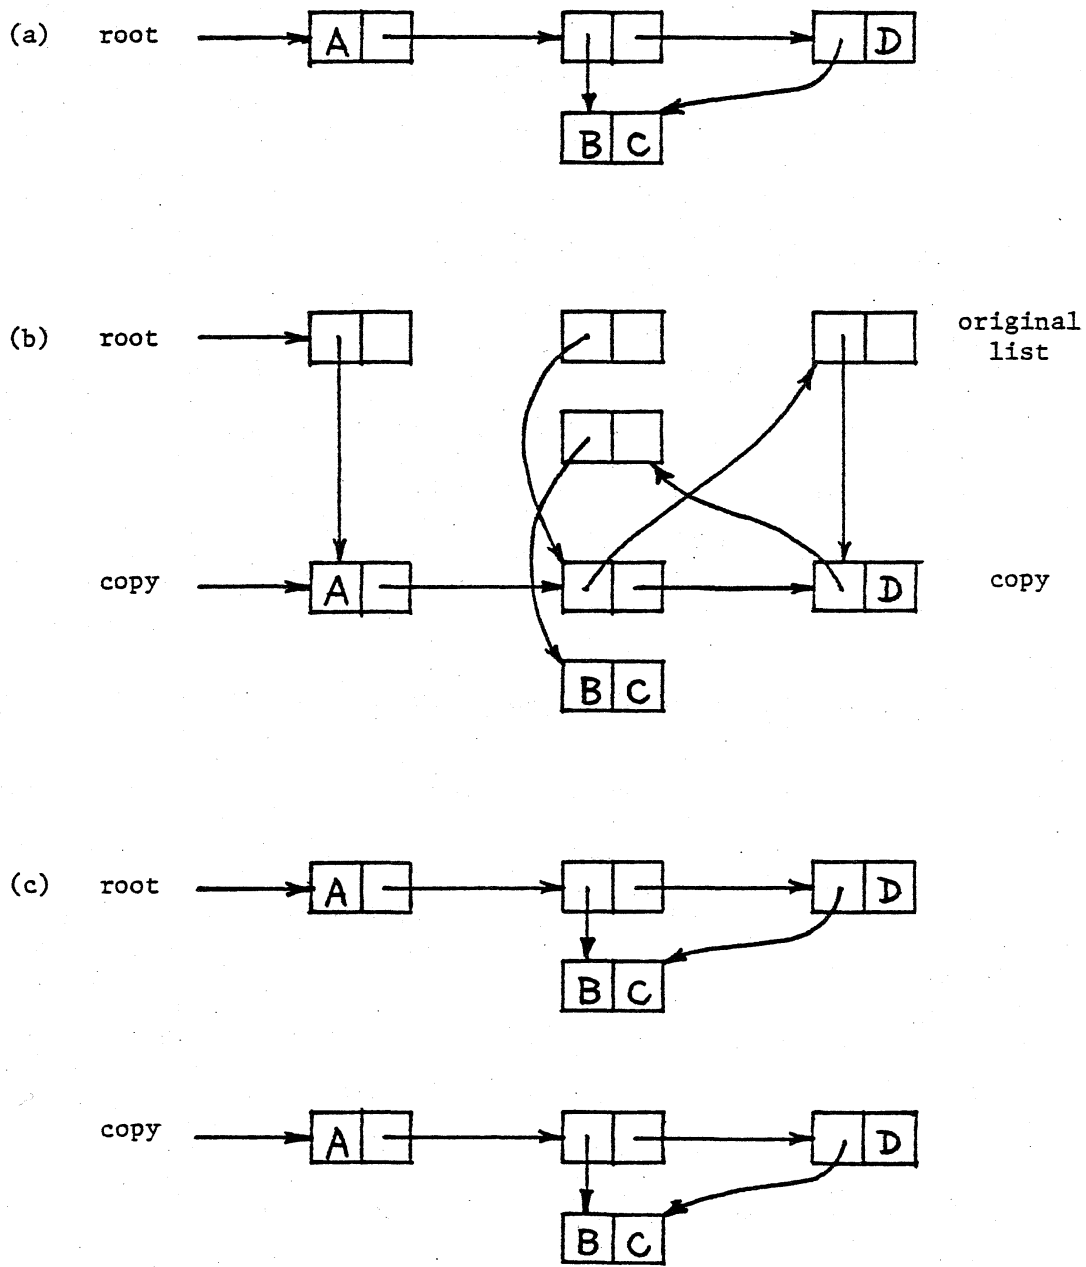 (a) root A D
B C
(b) root original
list
copy A D copy
B C
(c) root A D
B C
copy A D
B C